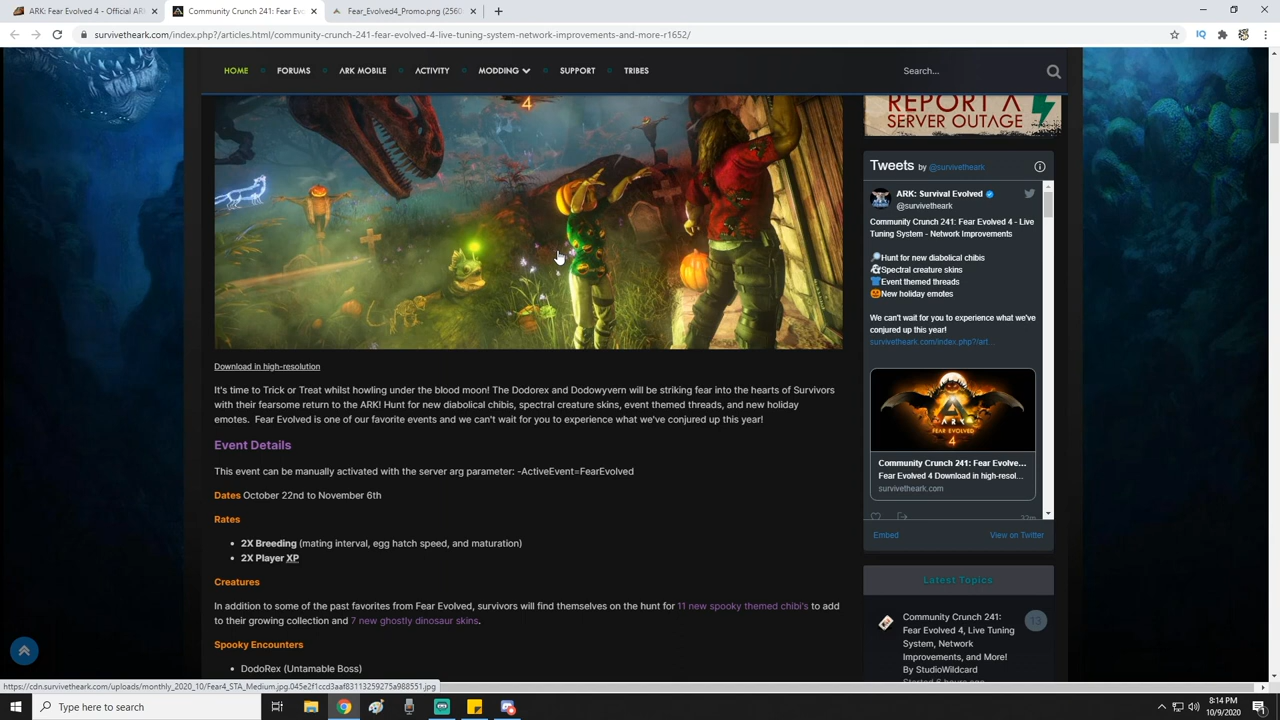 ARK: Fear Evolved 4 - Official ARK
Community Crunch 241: Fear Ev
Fear_Evolved4_Promo.png (2560
survivetheark.com/index.php?/articles.html/community-crunch-241-fear-evolved-4-live-tuning-system-network-improvements-and-more-r1652/
HOME
FORUMS
ARK MOBILE
ACTIVITY
MODDING
SUPPORT
TRIBES
Search...
4
REPORT A
SERVER OUTAGE
Download in high-resolution
It's time to Trick or Treat whilst howling under the blood moon! The Dodorex and Dodowyvern will be striking fear into the hearts of Survivors
with their fearsome return to the ARK! Hunt for new diabolical chibis, spectral creature skins, event themed threads, and new holiday
emotes. Fear Evolved is one of our favorite events and we can't wait for you to experience what we've conjured up this year!
Event Details
This event can be manually activated with the server arg parameter: -ActiveEvent=FearEvolved
Dates October 22nd to November 6th
Rates
2X Breeding (mating interval, egg hatch speed, and maturation)
2X Player XP
Creatures
In addition to some of the past favorites from Fear Evolved, survivors will find themselves on the hunt for 11 new spooky themed chibi's to add
to their growing collection and 7 new ghostly dinosaur skins.
Spooky Encounters
DodoRex (Untamable Boss)
Tweets by @survivetheark
ARK: Survival Evolved
@survivetheark
Community Crunch 241: Fear Evolved 4 - Live
Tuning System - Network Improvements
Hunt for new diabolical chibis
Spectral creature skins
Event themed threads
New holiday emotes
We can't wait for you to experience what we've
conjured up this year!
survivetheark.com/index.php?/art...
ARK
FEAR EVOLVED
4
Community Crunch 241: Fear Evolve...
Fear Evolved 4 Download in high-resol...
survivetheark.com
Embed
View on Twitter
Latest Topics
Community Crunch 241:
Fear Evolved 4, Live Tuning
System, Network
Improvements, and More!
By StudioWildcard
Started 6 hours ago
13
https://cdn.survivetheark.com/uploads/monthly_2020_10/Fear4_STA_Medium.jpg.045e2f1ccd3aaf83113259275a988551.jpg
Type here to search
8:14 PM
10/9/2020